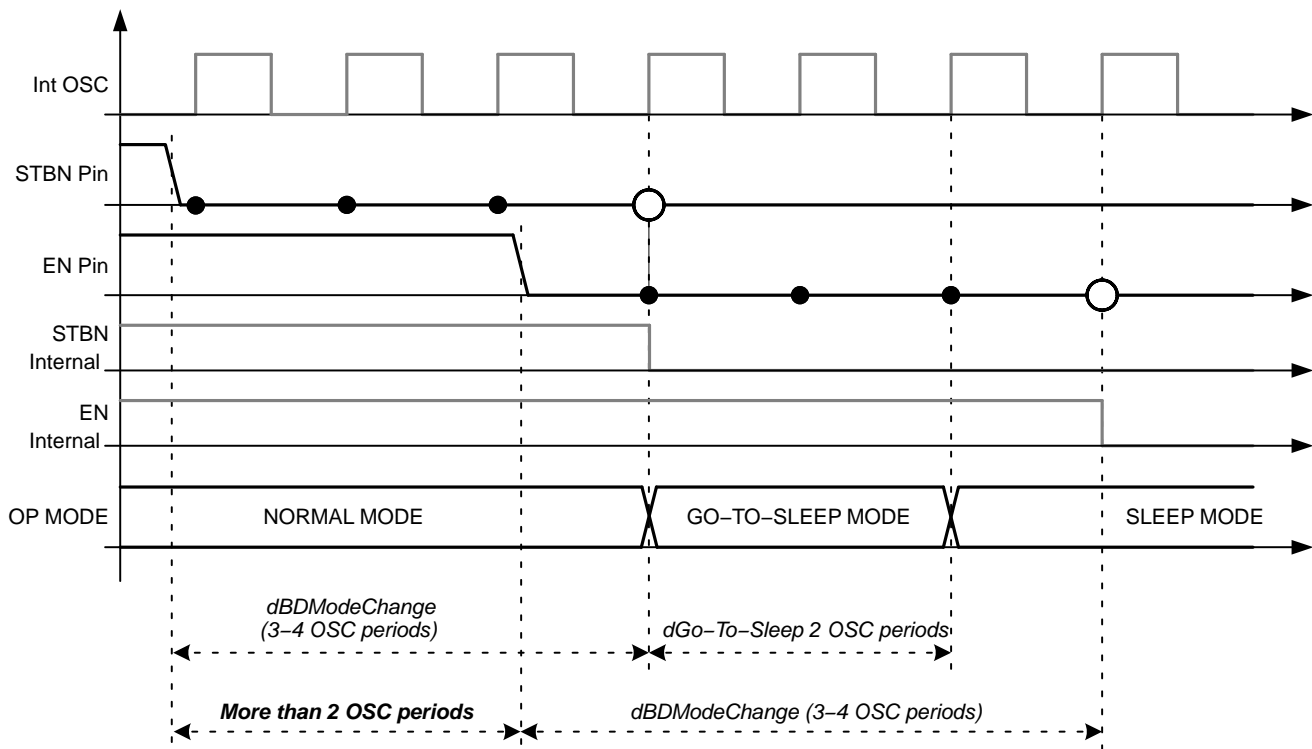 Int OSC
STBN Pin
EN Pin
STBN
Internal
EN
Internal
OP MODE
NORMAL MODE
GO−TO−SLEEP MODE
SLEEP MODE
dBDModeChange
(3−4 OSC periods)
dGo−To−Sleep 2 OSC periods
More than 2 OSC periods
dBDModeChange (3−4 OSC periods)